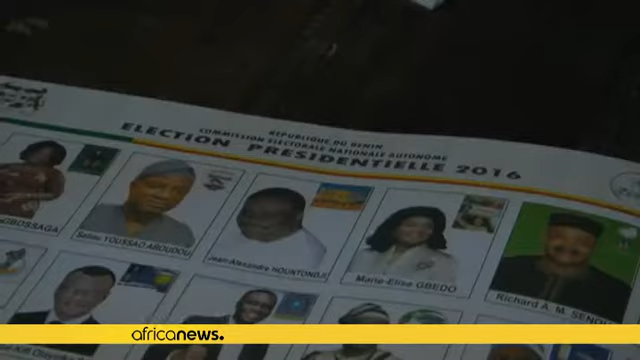 REPUBLIQUE DU BENIN
COMMISSION ELECTORALE NATIONALE AUTONOME
ELECTION PRESIDENTIELLE 2016
GBOSSAGA
Saliou YOUSSAO ABOUDOU
Jean-Alexandre HOUNTONDJI
Marie-Elise GBEDO
Richard A. M. SENOU
africanews.